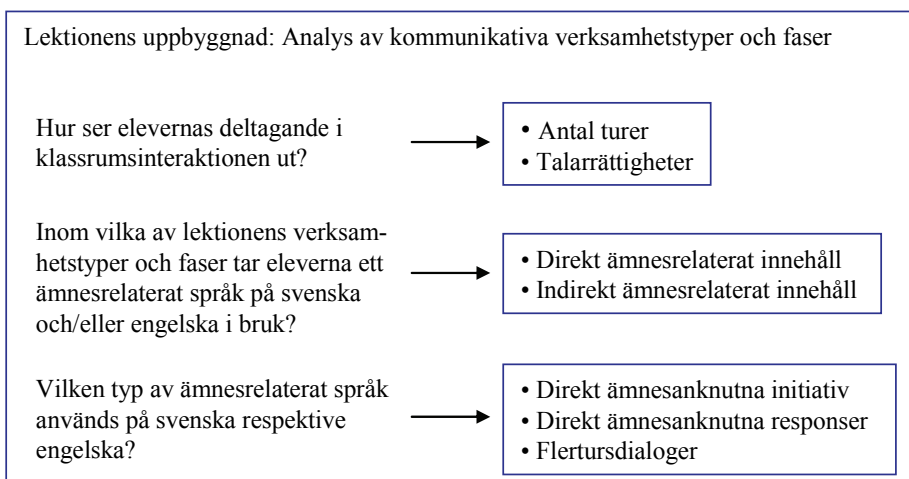 Lektionens uppbyggnad: Analys av kommunikativa verksamhetstyper och faser
Hur ser elevernas deltagande i
klassrumsinteraktionen ut?
• Antal turer
• Talarrättigheter
Inom vilka av lektionens verksam-
hetstyper och faser tar eleverna ett
ämnesrelaterat språk på svenska
och/eller engelska i bruk?
• Direkt ämnesrelaterat innehåll
• Indirekt ämnesrelaterat innehåll
Vilken typ av ämnesrelaterat språk
används på svenska respektive
engelska?
• Direkt ämnesanknutna initiativ
• Direkt ämnesanknutna responser
• Flertursdialoger